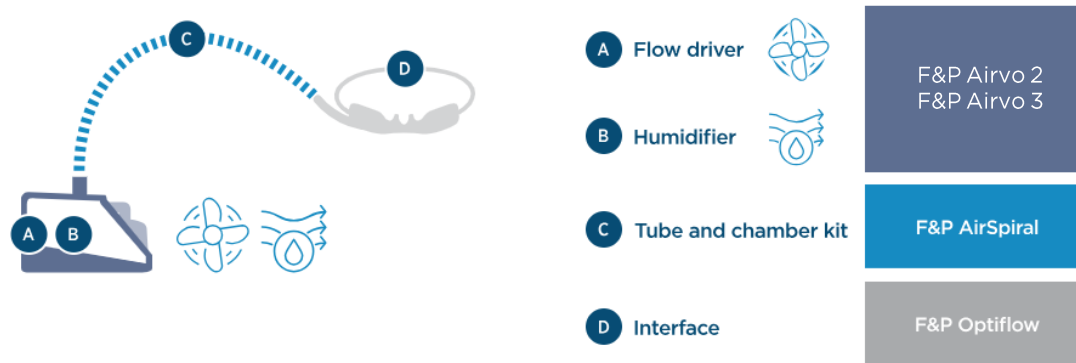 C
D
A
B
A Flow driver
B Humidifier
F&P Airvo 2
F&P Airvo 3
C Tube and chamber kit
F&P AirSpiral
D Interface
F&P Optiflow